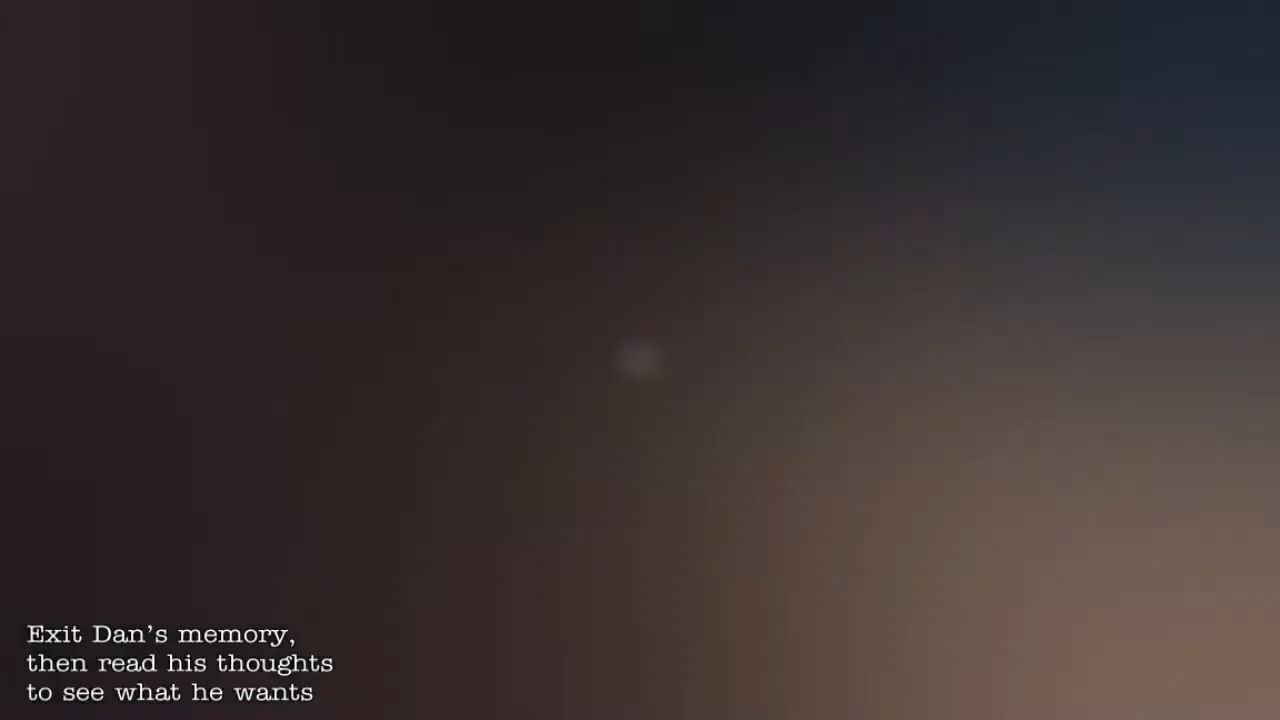 Exit Dan's memory,
then read his thoughts
to see what he wants